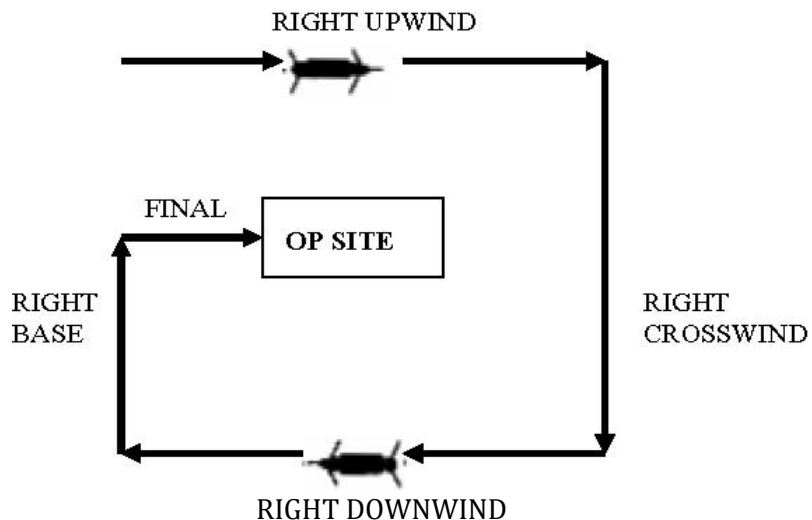 RIGHT UPWIND
FINAL
OP SITE
RIGHT
BASE
RIGHT
CROSSWIND
RIGHT DOWNWIND